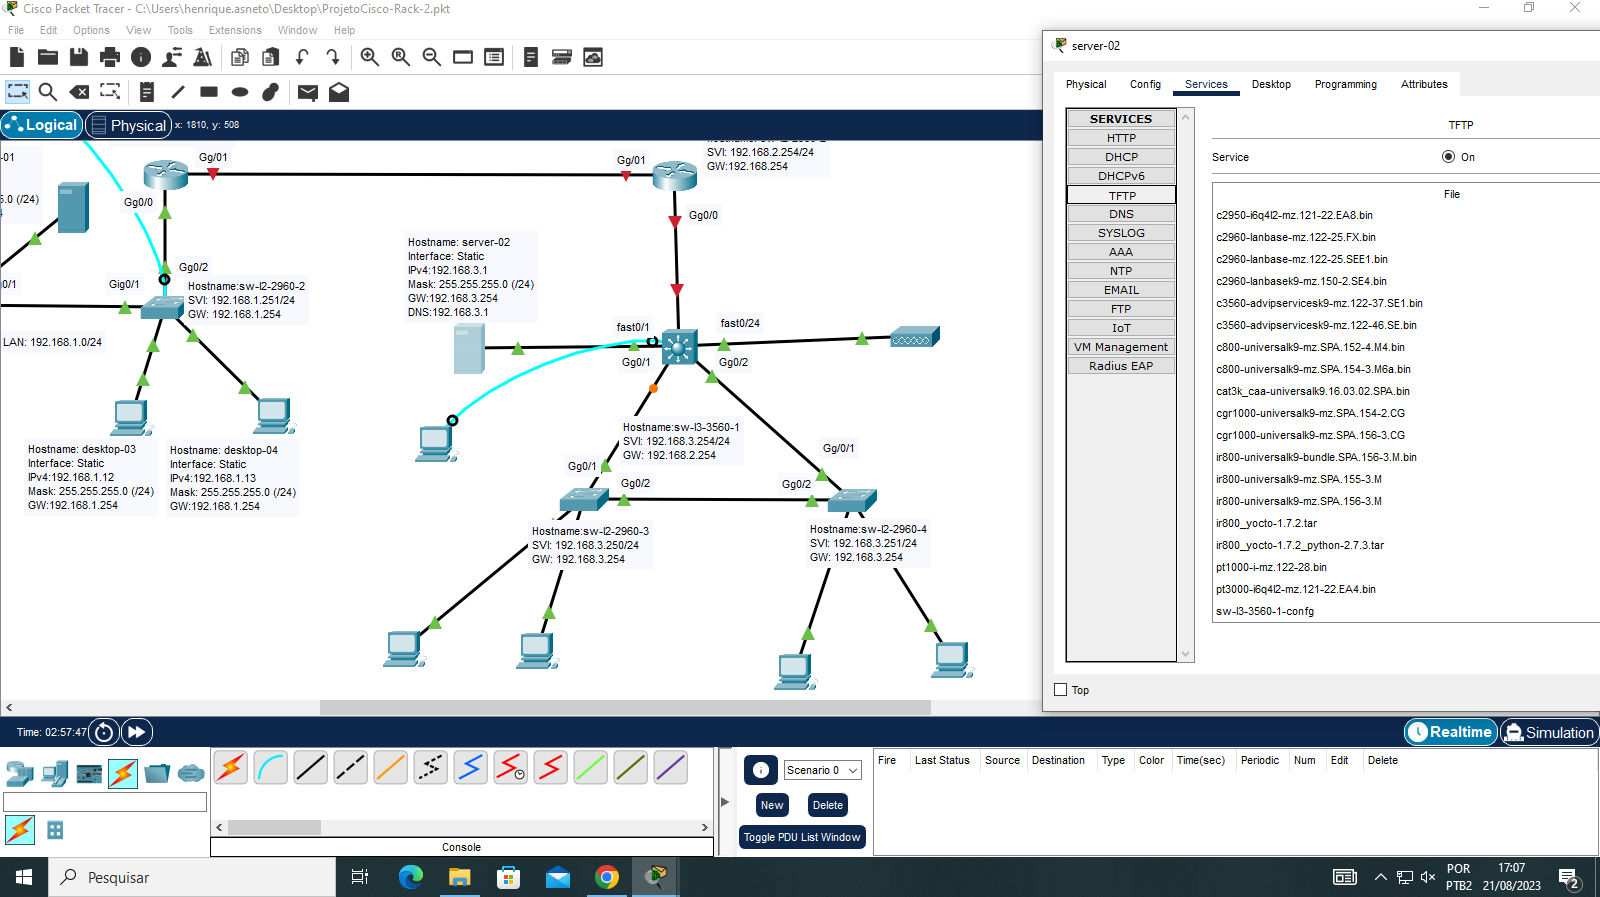 Cisco Packet Tracer - C:\Users\henrique.asneto\Desktop\ProjetoCisco-Rack-2.pkt
File Edit Options View Tools Extensions Window Help
Logical
Physical
x: 1810, y: 508
-01
5.0 (/24)
Gg/01
Gg0/0
Gg/01
SVI: 192.168.2.254/24
GW:192.168.254
Gg0/0
Hostname: server-02
Interface: Static
IPv4:192.168.3.1
Mask: 255.255.255.0 (/24)
GW:192.168.3.254
DNS:192.168.3.1
Gg0/2
0/1
Gig0/1
Hostname:sw-l2-2960-2
SVI: 192.168.1.251/24
GW: 192.168.1.254
LAN: 192.168.1.0/24
fast0/1
fast0/24
Gg0/1
Gg0/2
Hostname:sw-l3-3560-1
SVI: 192.168.3.254/24
GW: 192.168.2.254
Hostname: desktop-03
Interface: Static
IPv4:192.168.1.12
Mask: 255.255.255.0 (/24)
GW:192.168.1.254
Hostname: desktop-04
Interface: Static
IPv4:192.168.1.13
Mask: 255.255.255.0 (/24)
GW:192.168.1.254
Gg0/1
Gg0/1
Gg0/2
Gg0/2
Hostname:sw-l2-2960-3
SVI: 192.168.3.250/24
GW: 192.168.3.254
Hostname:sw-l2-2960-4
SVI: 192.168.3.251/24
GW: 192.168.3.254
server-02
Physical Config Services Desktop Programming Attributes
SERVICES
HTTP
DHCP
DHCPv6
TFTP
DNS
SYSLOG
AAA
NTP
EMAIL
FTP
IoT
VM Management
Radius EAP
TFTP
Service
On
File
c2950-i6q4l2-mz.121-22.EA8.bin
c2960-lanbase-mz.122-25.FX.bin
c2960-lanbase-mz.122-25.SEE1.bin
c2960-lanbasek9-mz.150-2.SE4.bin
c3560-advipservicesk9-mz.122-37.SE1.bin
c3560-advipservicesk9-mz.122-46.SE.bin
c800-universalk9-mz.SPA.152-4.M4.bin
c800-universalk9-mz.SPA.154-3.M6a.bin
cat3k_caa-universalk9.16.03.02.SPA.bin
cgr1000-universalk9-mz.SPA.154-2.CG
cgr1000-universalk9-mz.SPA.156-3.CG
ir800-universalk9-bundle.SPA.156-3.M.bin
ir800-universalk9-mz.SPA.155-3.M
ir800-universalk9-mz.SPA.156-3.M
ir800_yocto-1.7.2.tar
ir800_yocto-1.7.2_python-2.7.3.tar
pt1000-i-mz.122-28.bin
pt3000-i6q4l2-mz.121-22.EA4.bin
sw-l3-3560-1-confg
Top
Time: 02:57:47
Realtime
Simulation
Scenario 0
New
Delete
Toggle PDU List Window
Fire Last Status Source Destination Type Color Time(sec) Periodic Num Edit Delete
Console
Pesquisar
POR
PTB2
17:07
21/08/2023
2